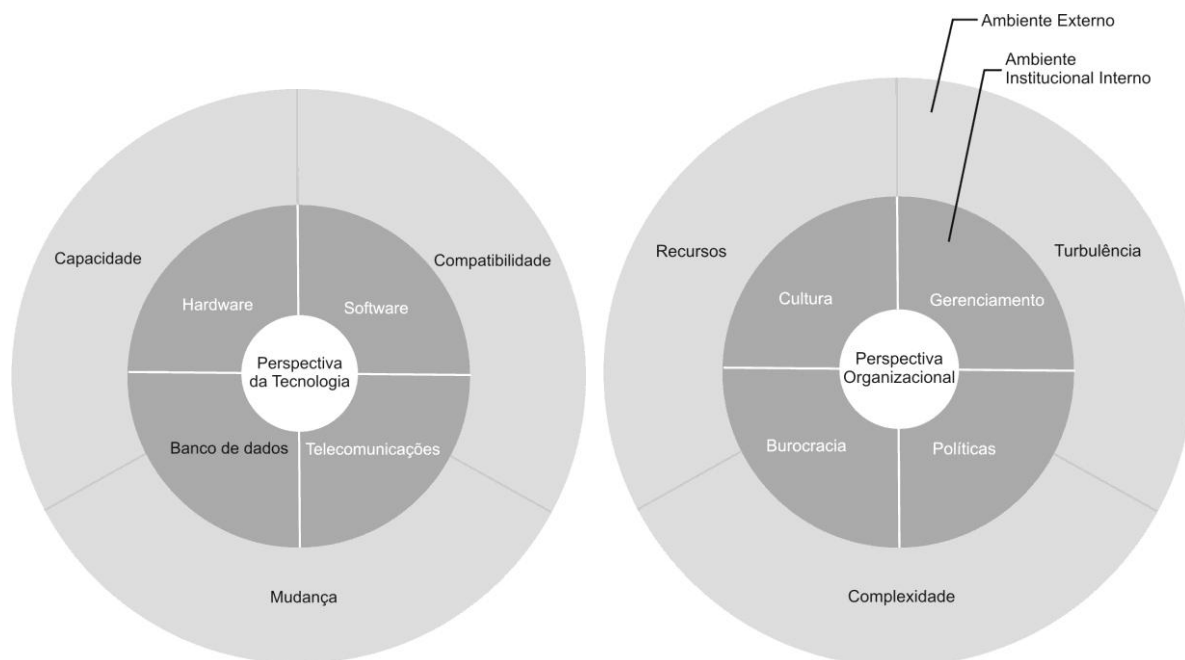 Ambiente Externo
Ambiente
Institucional Interno
Capacidade
Compatibilidade
Hardware
Software
Perspectiva
da Tecnologia
Banco de dados
Telecomunicações
Mudança
Recursos
Turbulência
Cultura
Gerenciamento
Perspectiva
Organizacional
Burocracia
Políticas
Complexidade